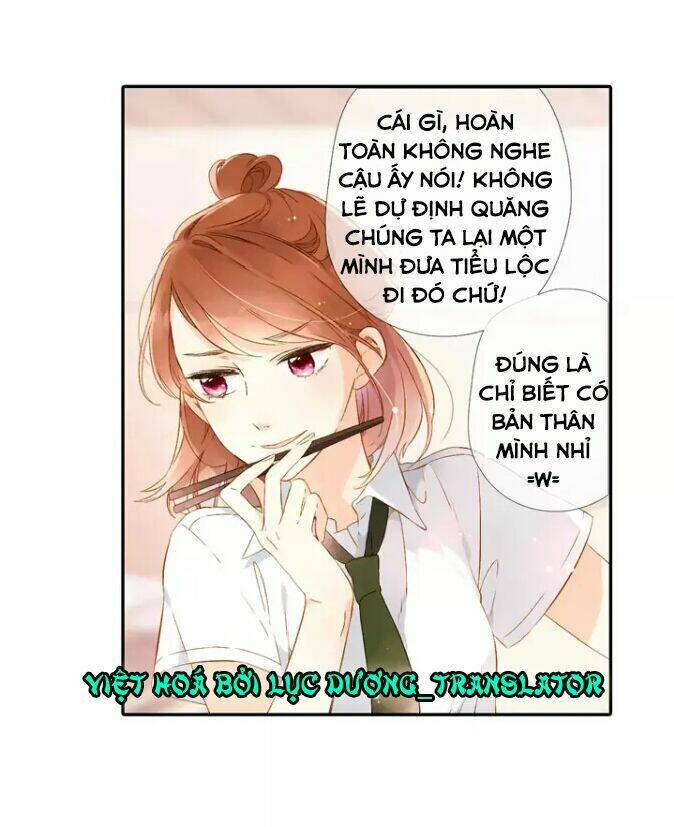 CÁI GÌ, HOÀN
TOÀN KHÔNG NGHE
CẬU ẤY NÓI! KHÔNG
LẼ DỰ ĐỊNH QUĂNG
CHÚNG TA LẠI MỘT
MÌNH ĐƯA TIỂU LỘC
ĐI ĐÓ CHỨ!
ĐÚNG LÀ
CHỈ BIẾT CÓ
BẢN THÂN
MÌNH NHỈ
=W=
VIỆT HOÁ BỞI LỤC DƯƠNG_TRANSLATOR